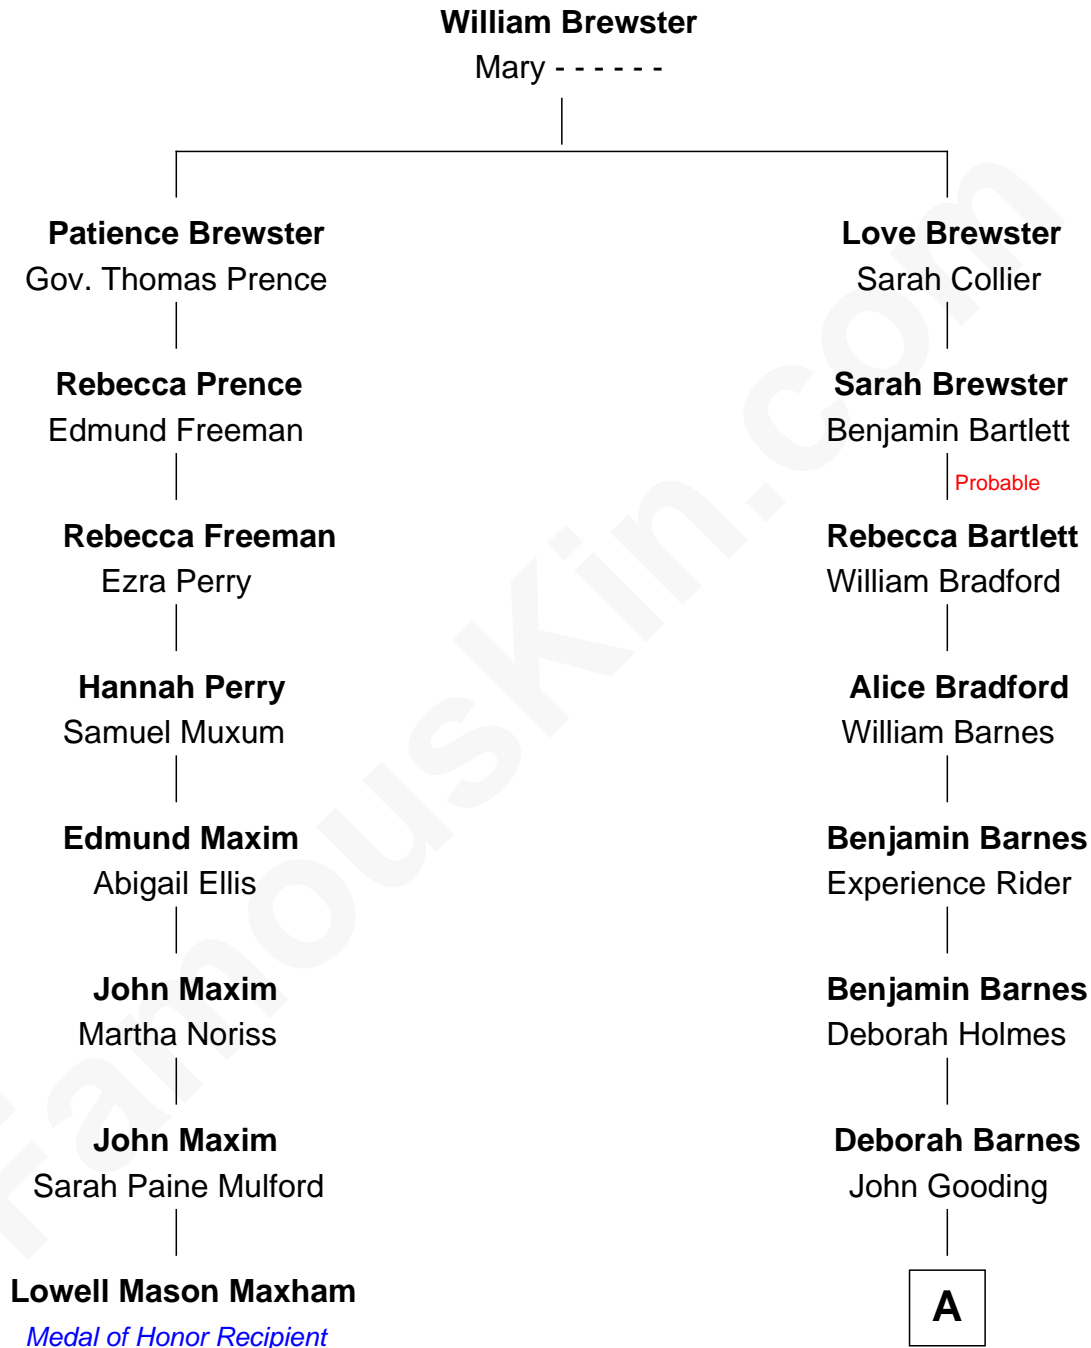 William Brewster
Mary - - - - - -
Patience Brewster
Gov. Thomas Prence
Love Brewster
Sarah Collier
Rebecca Prence
Edmund Freeman
Sarah Brewster
Benjamin Bartlett
Probable
Rebecca Freeman
Ezra Perry
Rebecca Bartlett
William Bradford
Hannah Perry
Samuel Muxum
Alice Bradford
William Barnes
Edmund Maxim
Abigail Ellis
Benjamin Barnes
Experience Rider
John Maxim
Martha Noriss
Benjamin Barnes
Deborah Holmes
John Maxim
Sarah Paine Mulford
Deborah Barnes
John Gooding
Lowell Mason Maxham
Medal of Honor Recipient
A
FamousKin.com